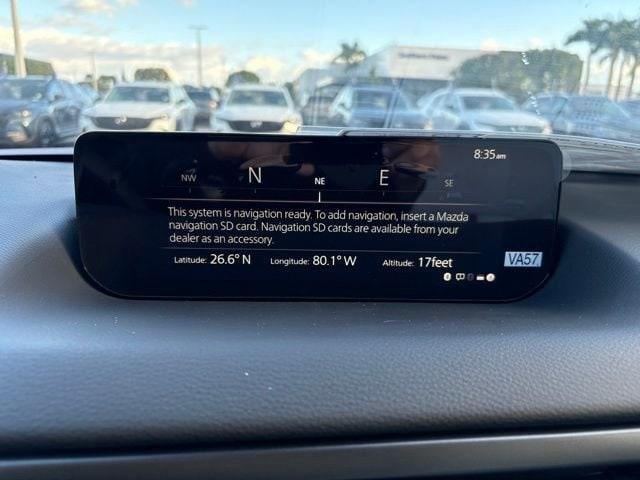 8:35am
NW N NE E SE
This system is navigation ready. To add navigation, insert a Mazda
navigation SD card. Navigation SD cards are available from your
dealer as an accessory.
Latitude: 26.6° N Longitude: 80.1° W Altitude: 17feet
VA57